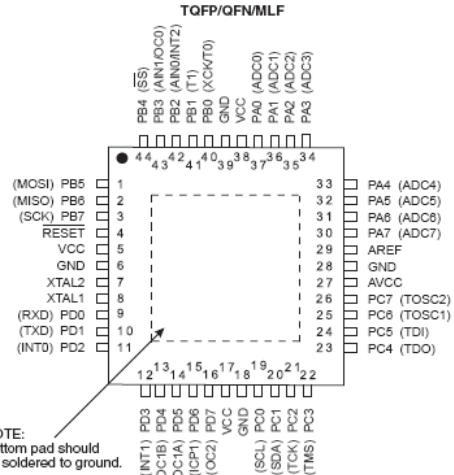 TQFP/QFN/MLF
PB4 (SS)
PB3 (AIN1/OC0)
PB2 (AIN0/INT2)
PB1 (T1)
PB0 (XCK/T0)
GND
VCC
PA0 (ADC0)
PA1 (ADC1)
PA2 (ADC2)
PA3 (ADC3)
44 43 42 41 40 39 38 37 36 35 34
(MOSI) PB5 1
(MISO) PB6 2
(SCK) PB7 3
RESET 4
VCC 5
GND 6
XTAL2 7
XTAL1 8
(RXD) PD0 9
(TXD) PD1 10
(INT0) PD2 11
33 PA4 (ADC4)
32 PA5 (ADC5)
31 PA6 (ADC6)
30 PA7 (ADC7)
29 AREF
28 GND
27 AVCC
26 PC7 (TOSC2)
25 PC6 (TOSC1)
24 PC5 (TDI)
23 PC4 (TDO)
12 13 14 15 16 17 18 19 20 21 22
(INT1) PD3
OC1B) PD4
OC1A) PD5
(ICP1) PD6
(OC2) PD7
VCC
GND
(SCL) PC0
(SDA) PC1
(TCK) PC2
(TMS) PC3
TE:
ttom pad should
soldered to ground.